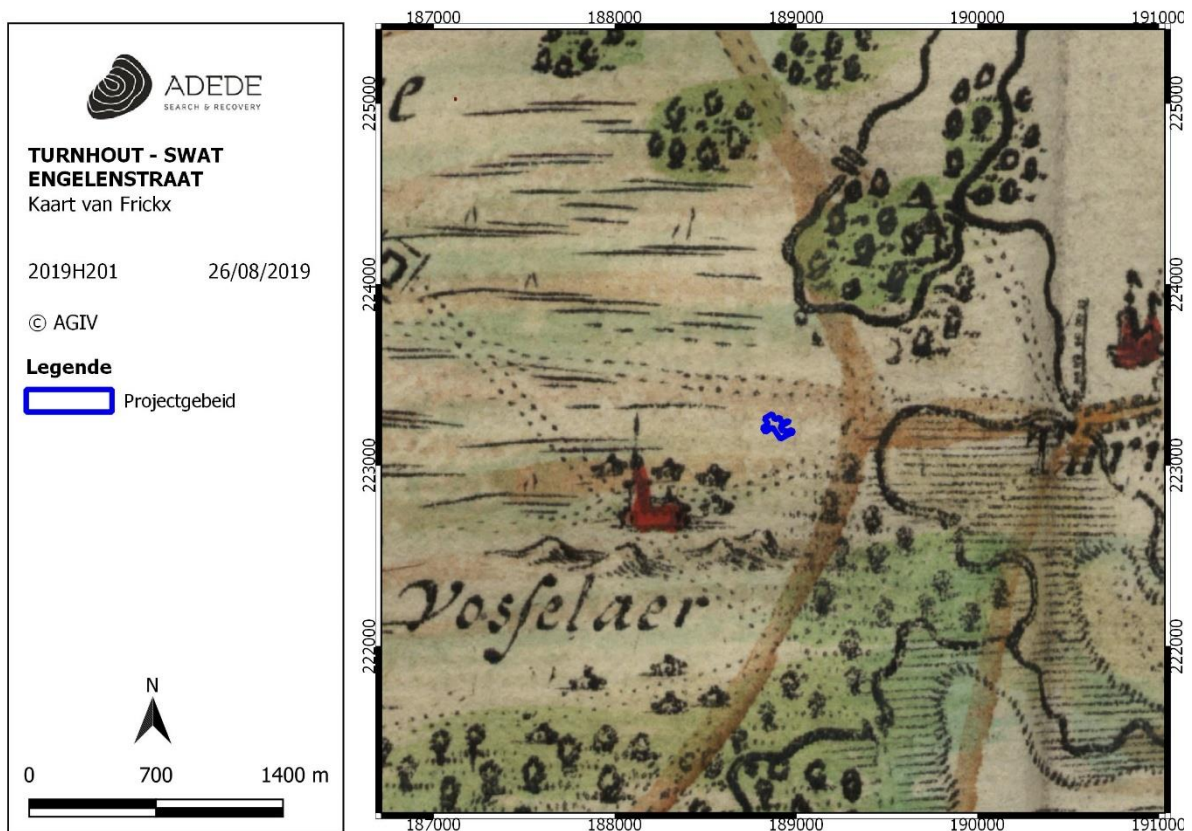 ADEDE
SEARCH & RECOVERY
TURNHOUT - SWAT
ENGELENSTRAAT
Kaart van Frickx
2019H201 26/08/2019
© AGIV
Legende
Projectgebeid
N
0 700 1400 m
187000 188000 189000 190000 191000
225000 225000
224000 224000
223000 223000
222000 222000
187000 188000 189000 190000 191000
e
Vosselaer